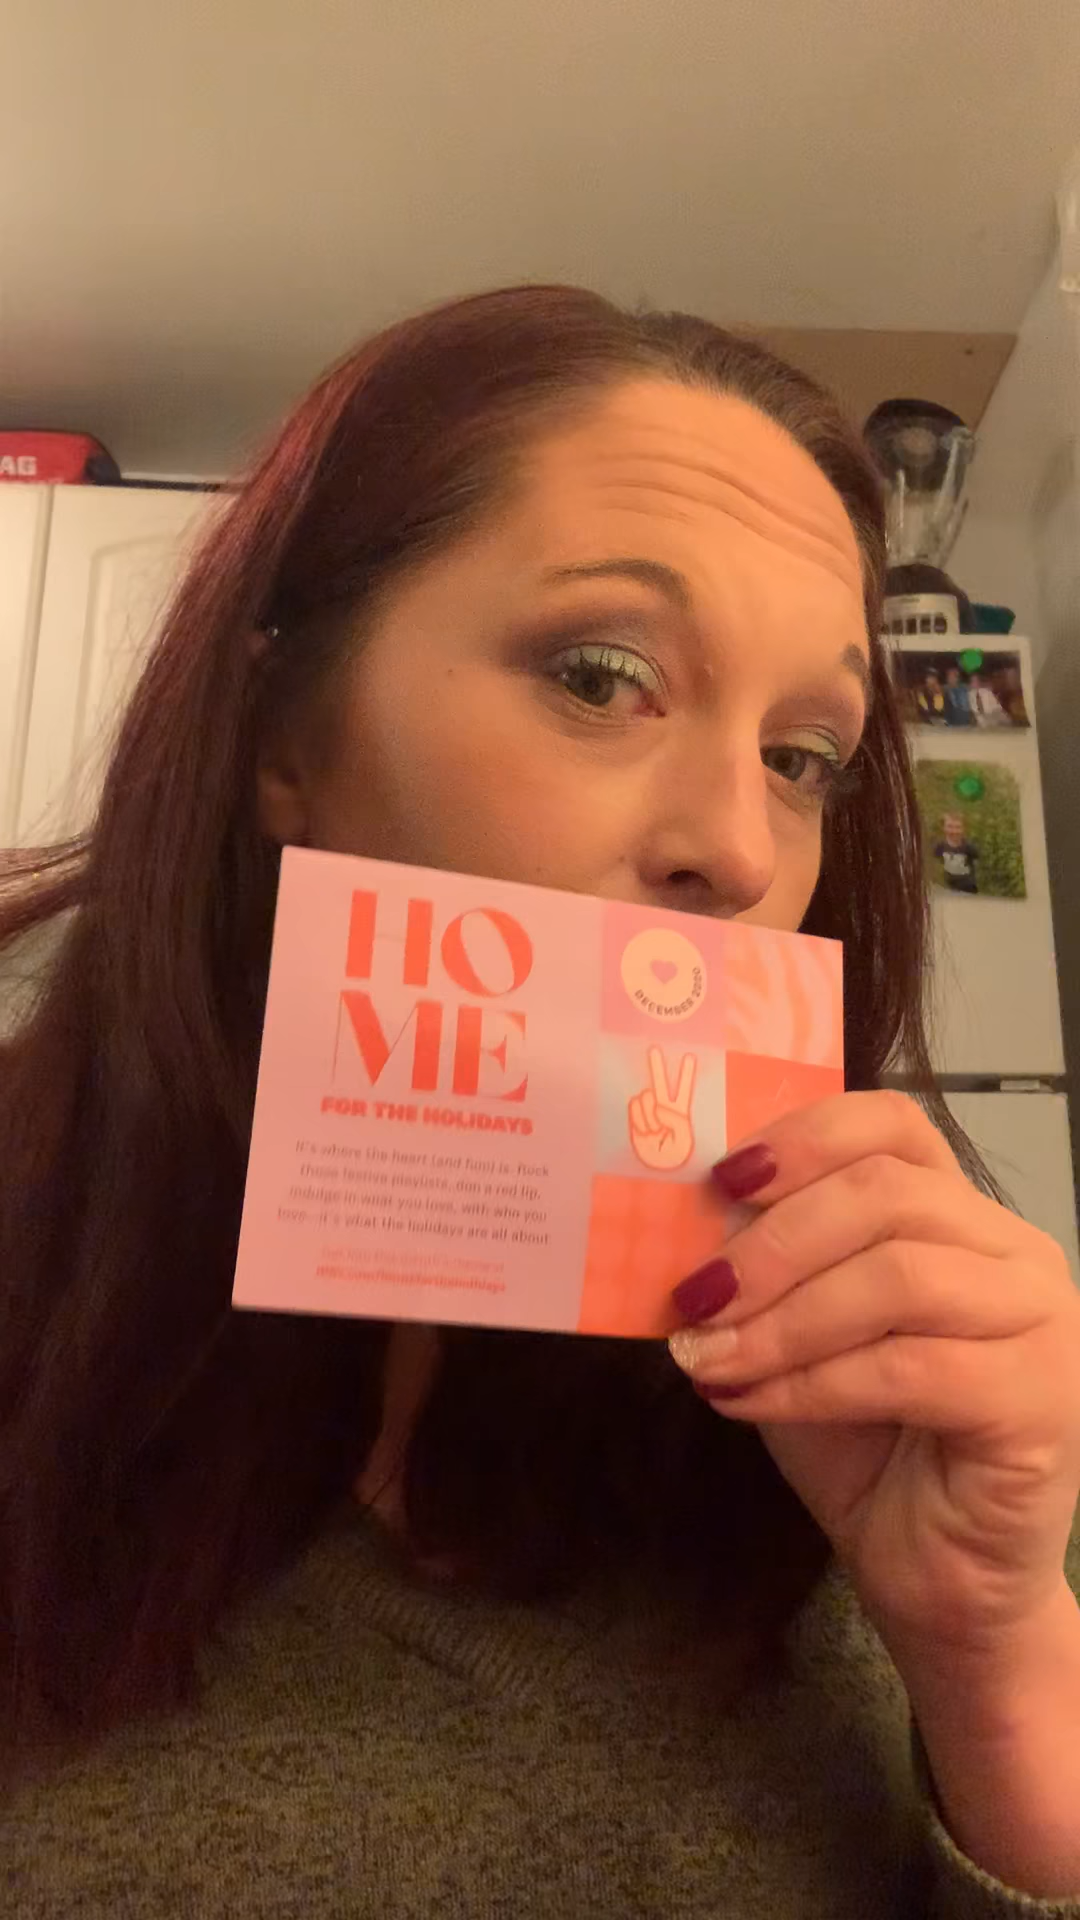 AG
HO
ME
FOR THE HOLIDAYS
It's where the heart (and fun) is. Rock
those festive playlists, don a red lip,
indulge in what you love, with who you
love—it's what the holidays are all about
DECEMBER 2020